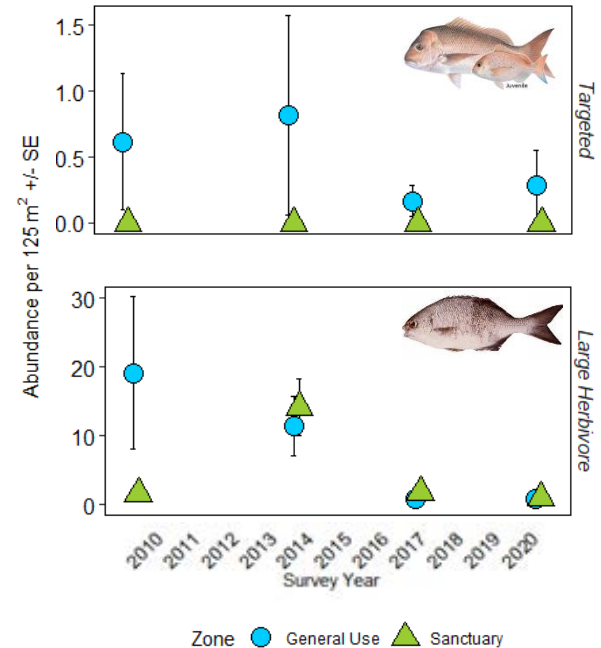 Abundance per 125 m² +/- SE
1.5
1.0
0.5
0.0
Juvenile
Targeted
30
20
10
0
Large Herbivore
2010
2011
2012
2013
2014
2015
2016
2017
2018
2019
2020
Survey Year
Zone
General Use
Sanctuary